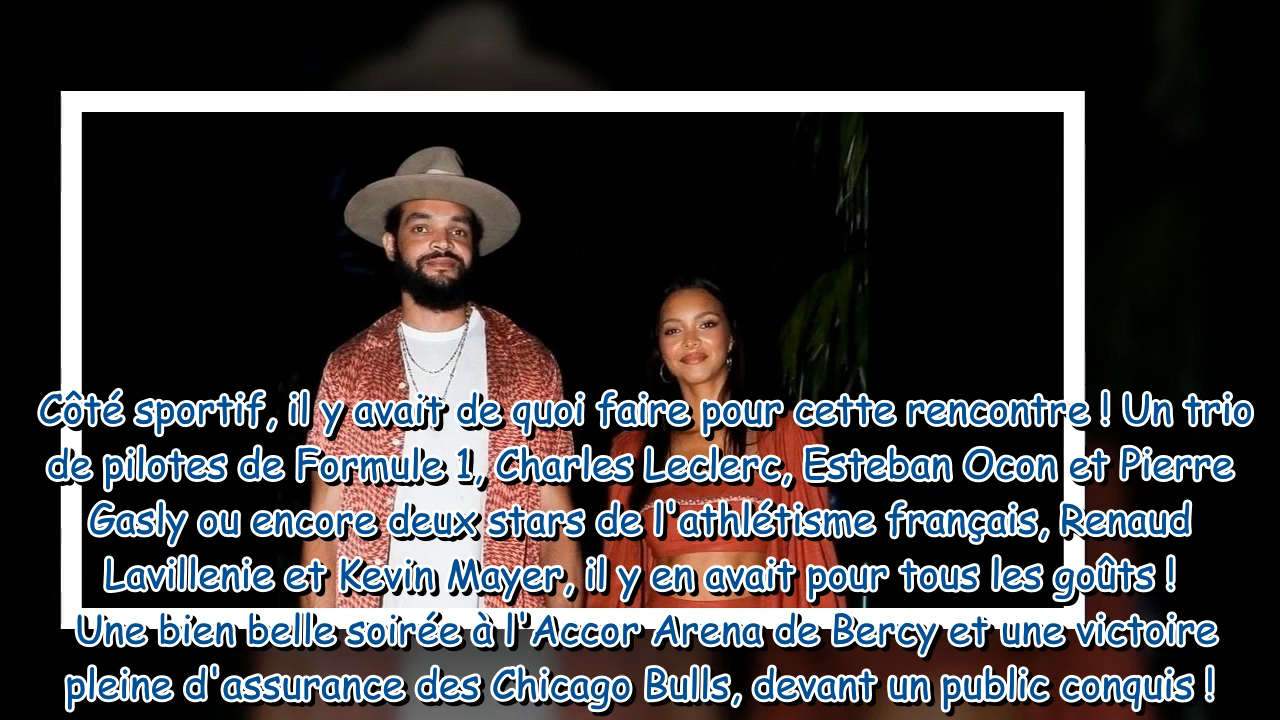 Côté sportif, il y avait de quoi faire pour cette rencontre ! Un trio
de pilotes de Formule 1, Charles Leclerc, Esteban Ocon et Pierre
Gasly ou encore deux stars de l'athlétisme français, Renaud
Lavillenie et Kevin Mayer, il y en avait pour tous les goûts !
Une bien belle soirée à l'Accor Arena de Bercy et une victoire
pleine d'assurance des Chicago Bulls, devant un public conquis !